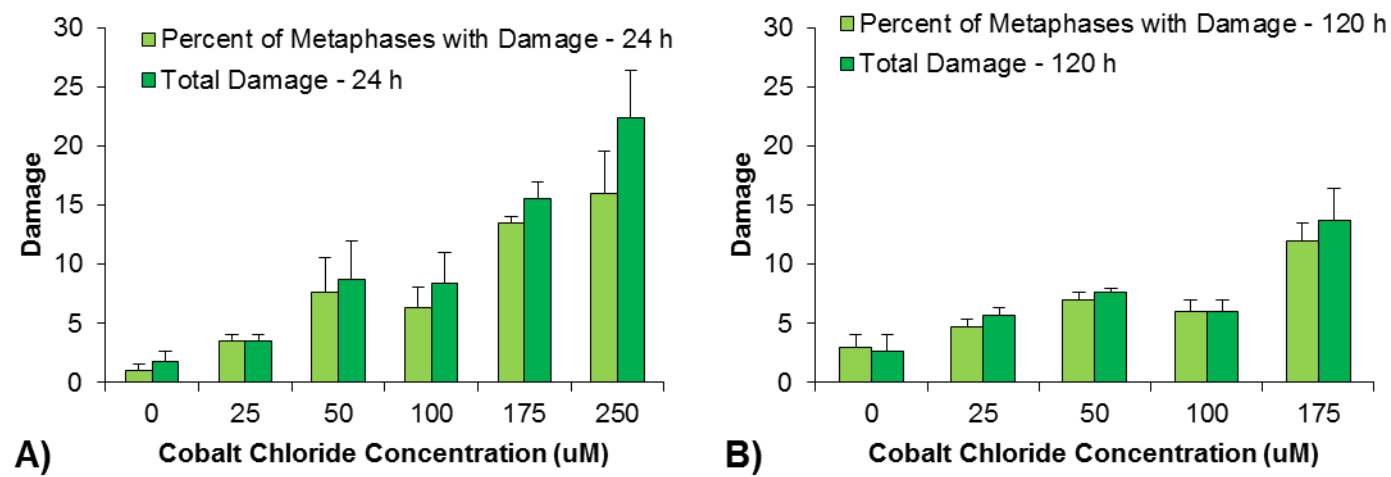 30
25
20
15
10
5
0
Damage
Percent of Metaphases with Damage - 24 h
Total Damage - 24 h
0 25 50 100 175 250
Cobalt Chloride Concentration (uM)
A)
30
25
20
15
10
5
0
Damage
Percent of Metaphases with Damage - 120 h
Total Damage - 120 h
0 25 50 100 175
Cobalt Chloride Concentration (uM)
B)